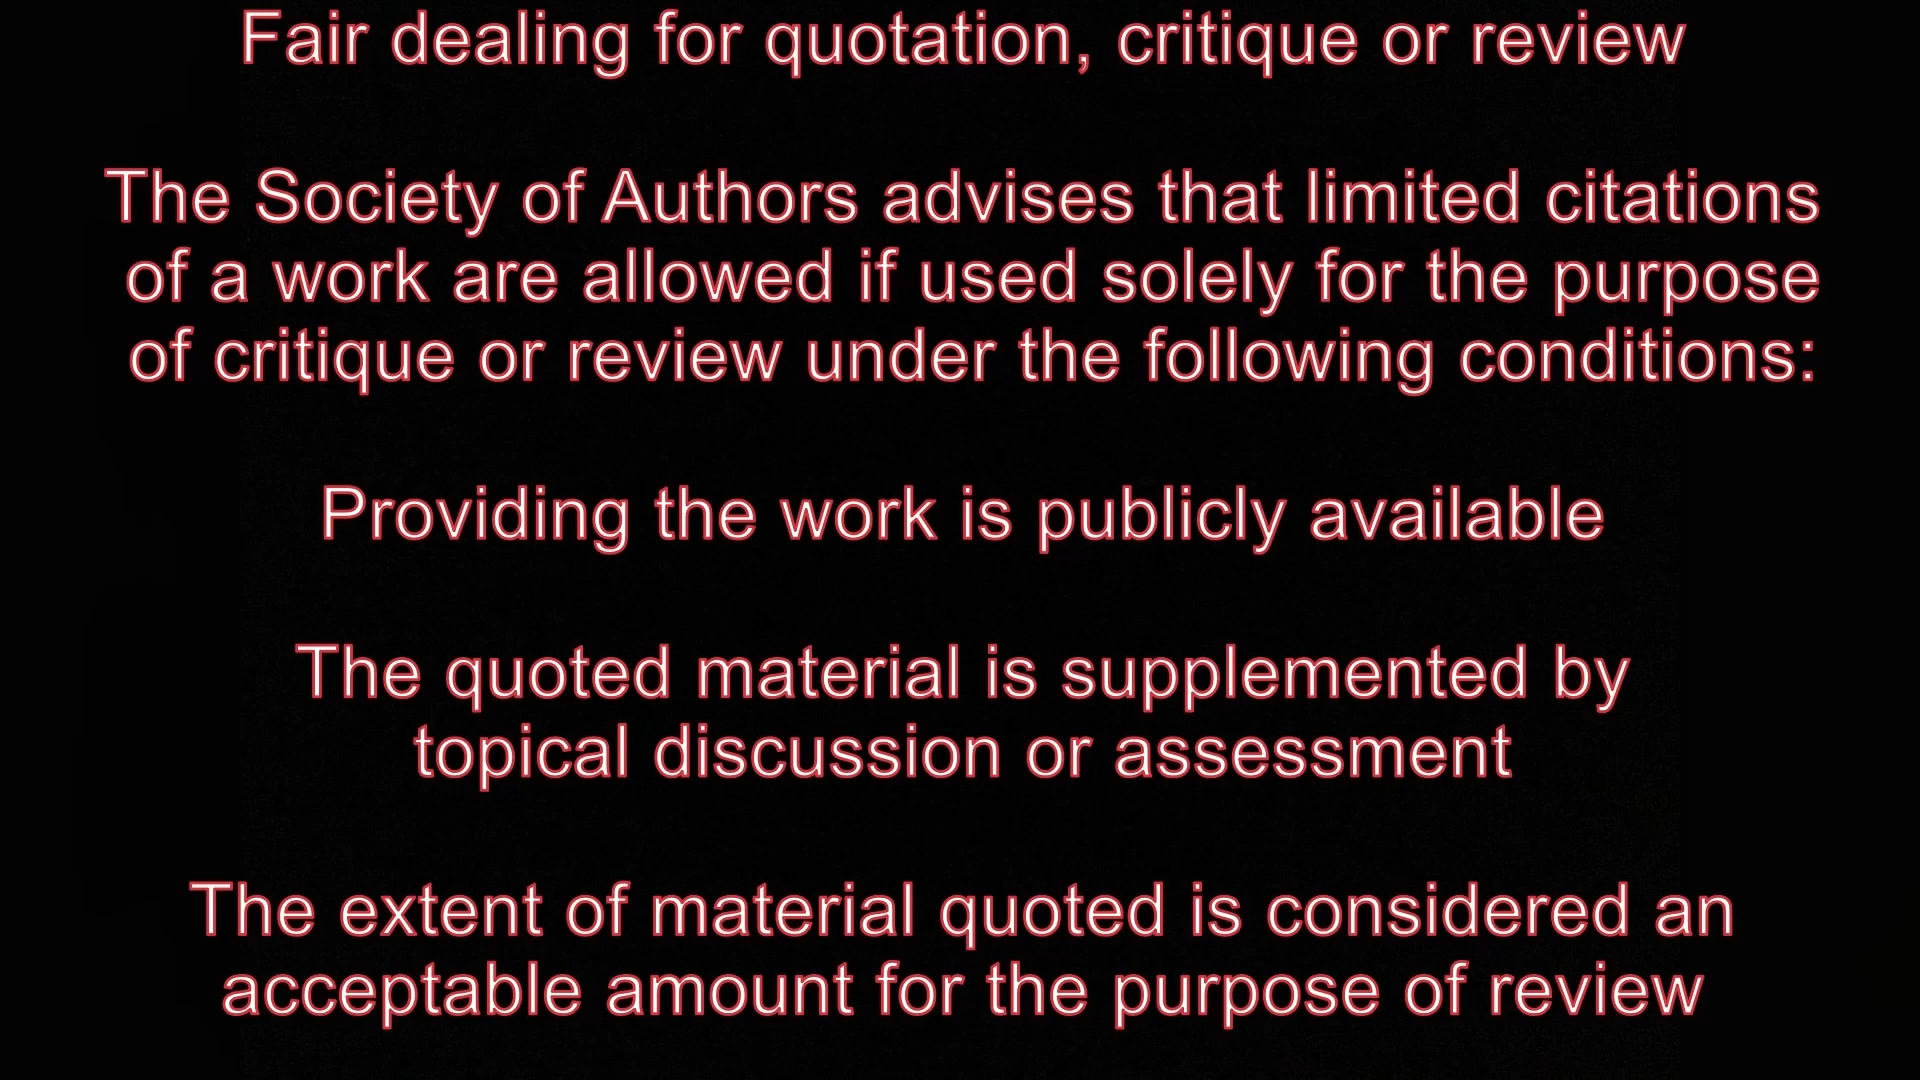 Fair dealing for quotation, critique or review
The Society of Authors advises that limited citations
of a work are allowed if used solely for the purpose
of critique or review under the following conditions:
Providing the work is publicly available
The quoted material is supplemented by
topical discussion or assessment
The extent of material quoted is considered an
acceptable amount for the purpose of review